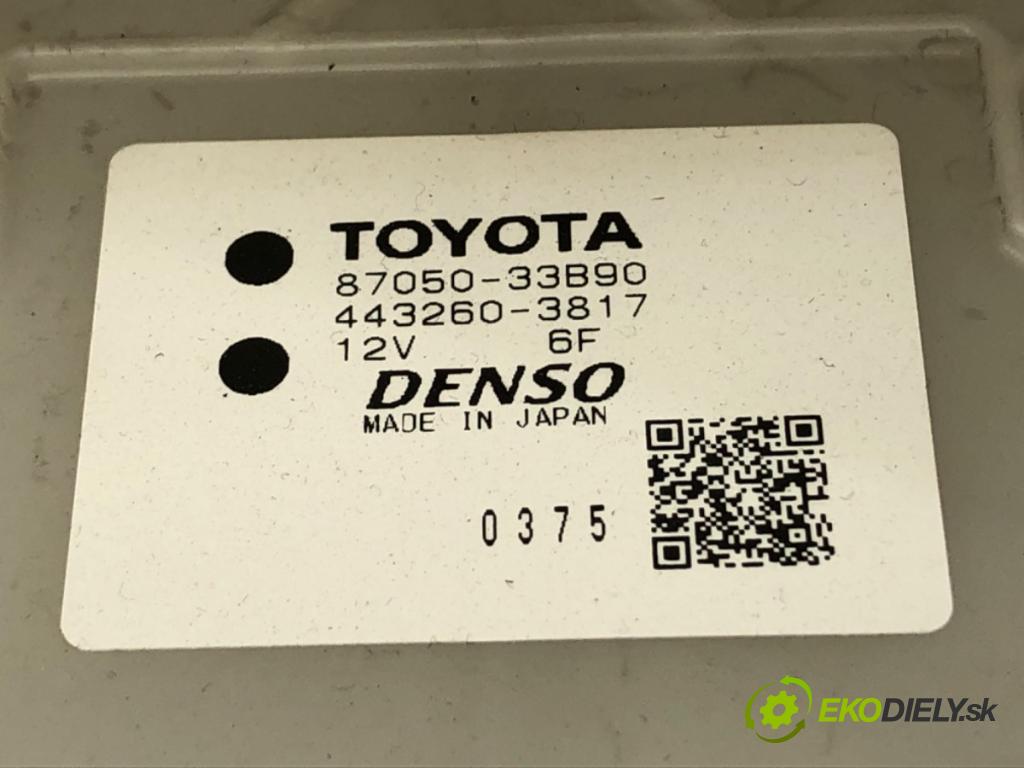 TOYOTA
87050-33B90
443260-3817
12V 6F
DENSO
MADE IN JAPAN
0375
EKODIELY.sk